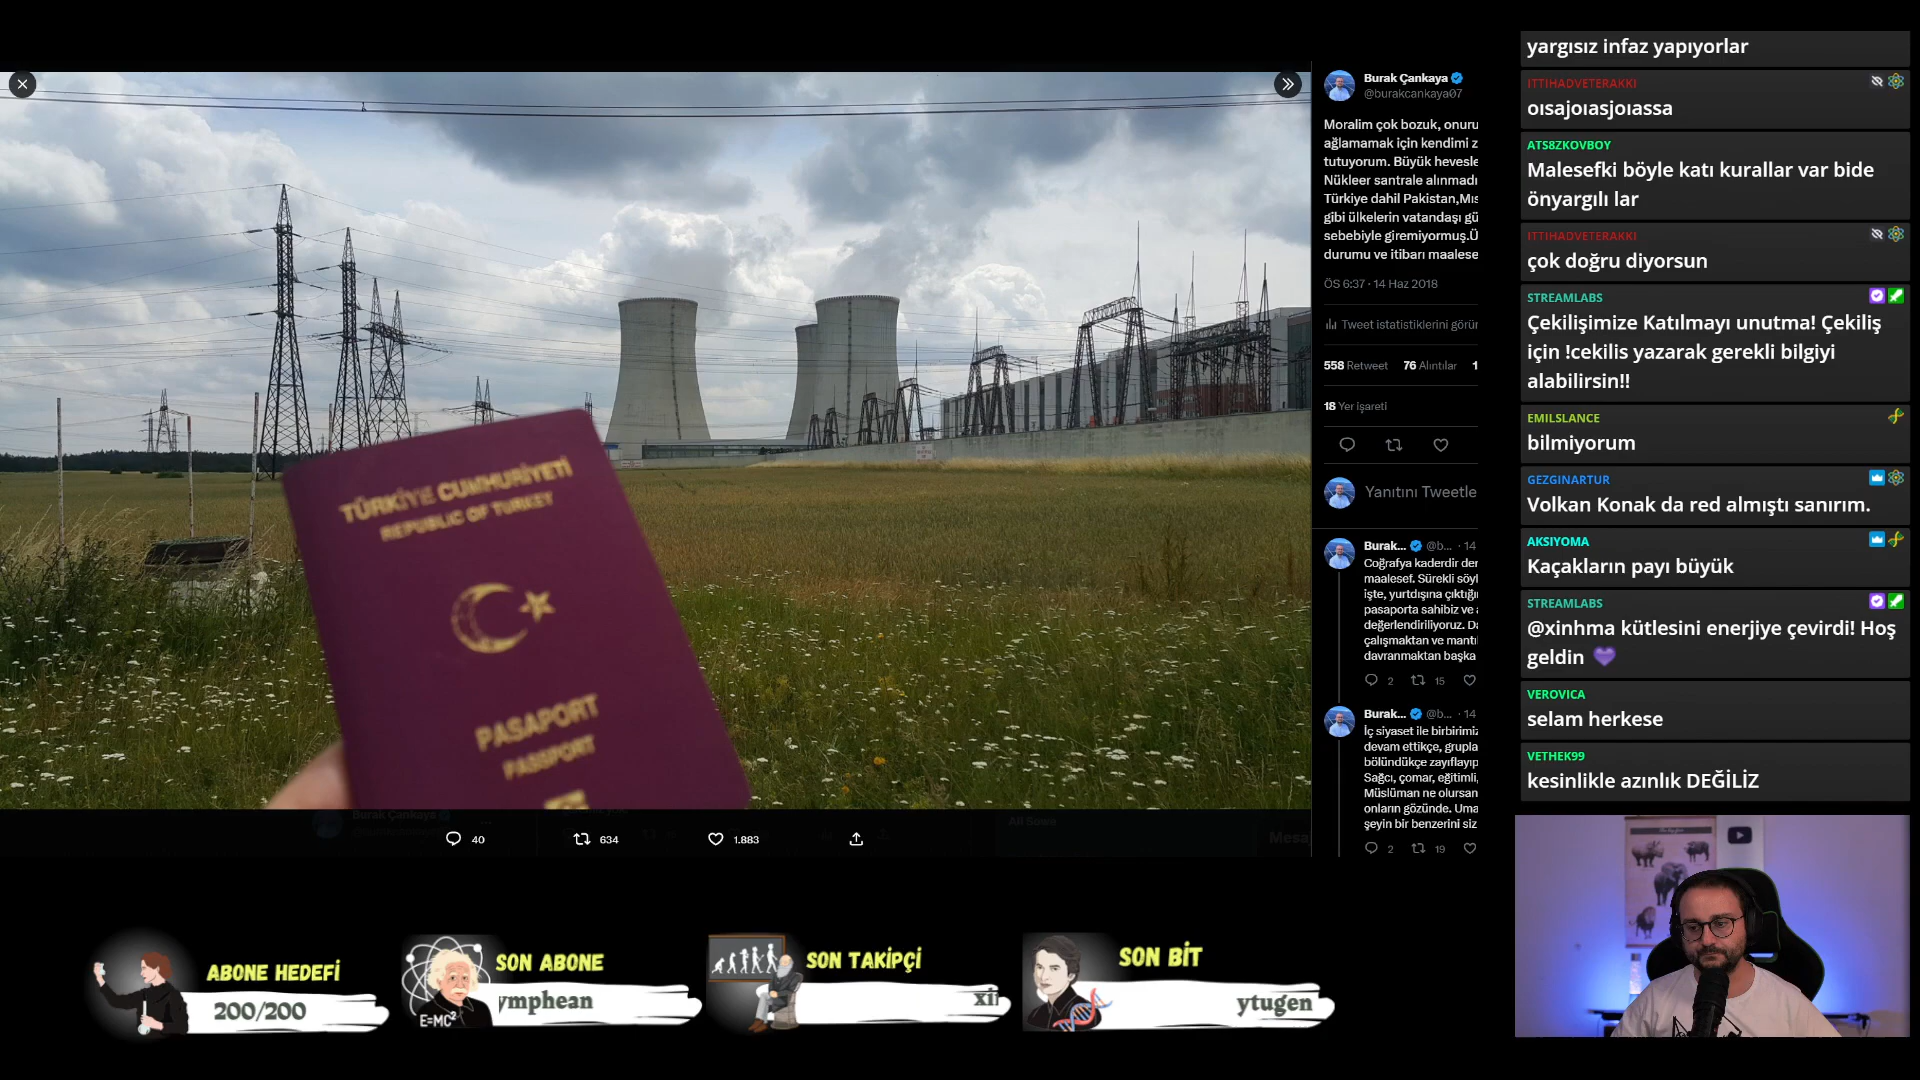 TÜRKİYE CUMHURİYETİ
REPUBLIC OF TURKEY
PASAPORT
PASSPORT
40
634
1.883
Burak Çankaya
@burakcankaya07
Moralim çok bozuk, onuru
ağlamamak için kendimi z
tutuyorum. Büyük hevesle
Nükleer santrale alınmadı
Türkiye dahil Pakistan,Mıs
gibi ülkelerin vatandaşı gü
sebebiyle giremiyormuş.Ü
durumu ve itibarı maalese
ÖS 6:37 · 14 Haz 2018
Tweet istatistiklerini görür
558 Retweet 76 Alıntılar 1
18 Yer işareti
Yanıtını Tweetle
Burak... @b... · 14
Coğrafya kaderdir der
maalesef. Sürekli söyl
işte, yurtdışına çıktığı
pasaporta sahibiz ve a
değerlendiriliyoruz. Da
çalışmaktan ve mantı
davranmaktan başka
2 15
Burak... @b... · 14
İç siyaset ile birbirimiz
devam ettikçe, grupla
bölündükçe zayıflayıp
Sağcı, çomar, eğitimli,
Müslüman ne olursan
onların gözünde. Uma
şeyin bir benzerini siz
2 19
yargısız infaz yapıyorlar
ITTIHADVETERAKKI
oısajoıasjoıassa
ATS8ZKOVBOY
Malesefki böyle katı kurallar var bide
önyargılı lar
ITTIHADVETERAKKI
çok doğru diyorsun
STREAMLABS
Çekilişimize Katılmayı unutma! Çekiliş
için !cekilis yazarak gerekli bilgiyi
alabilirsin!!
EMILSLANCE
bilmiyorum
GEZGINARTUR
Volkan Konak da red almıştı sanırım.
AKSIYOMA
Kaçakların payı büyük
STREAMLABS
@xinhma kütlesini enerjiye çevirdi! Hoş
geldin
VEROVICA
selam herkese
VETHEK99
kesinlikle azınlık DEĞİLİZ
ABONE HEDEFİ
200/200
E=MC²
SON ABONE
ymphean
SON TAKİPÇİ
xi
SON BİT
ytugen